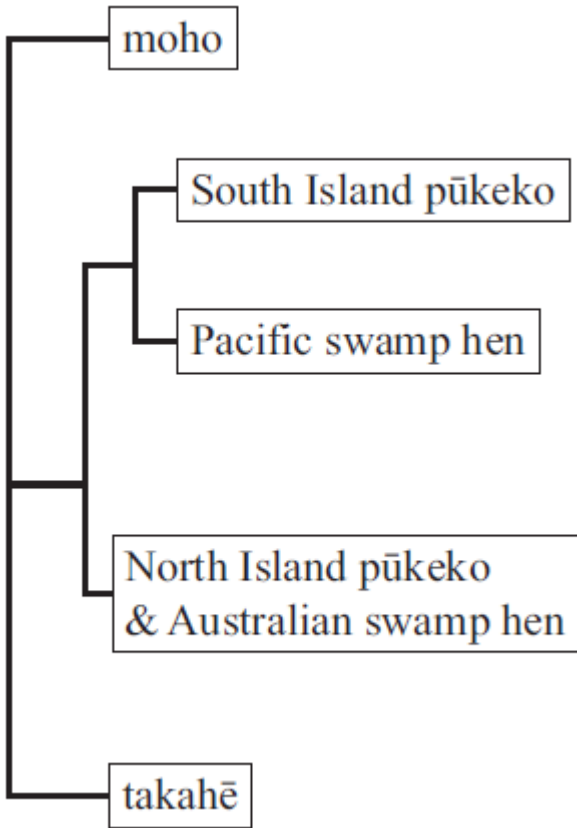 moho
South Island pūkeko
Pacific swamp hen
North Island pūkeko
& Australian swamp hen
takahē